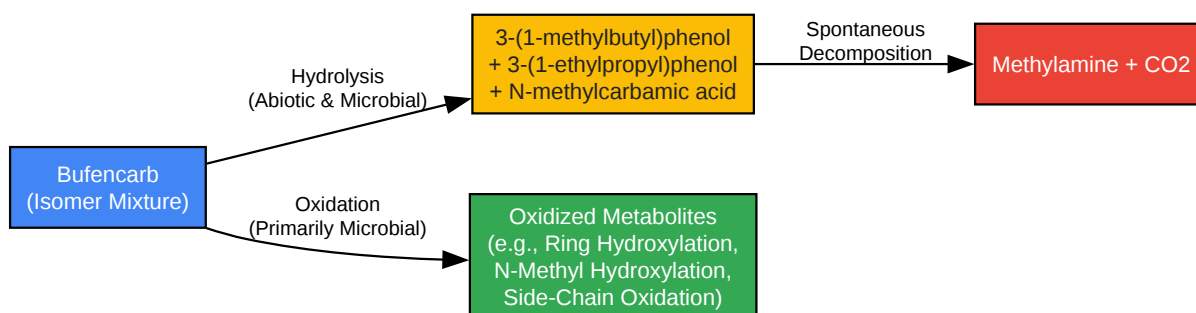 Bufencarb
(Isomer Mixture)
Hydrolysis
(Abiotic & Microbial)
3-(1-methylbutyl)phenol
+ 3-(1-ethylpropyl)phenol
+ N-methylcarbamic acid
Spontaneous
Decomposition
Methylamine + CO2
Oxidation
(Primarily Microbial)
Oxidized Metabolites
(e.g., Ring Hydroxylation,
N-Methyl Hydroxylation,
Side-Chain Oxidation)